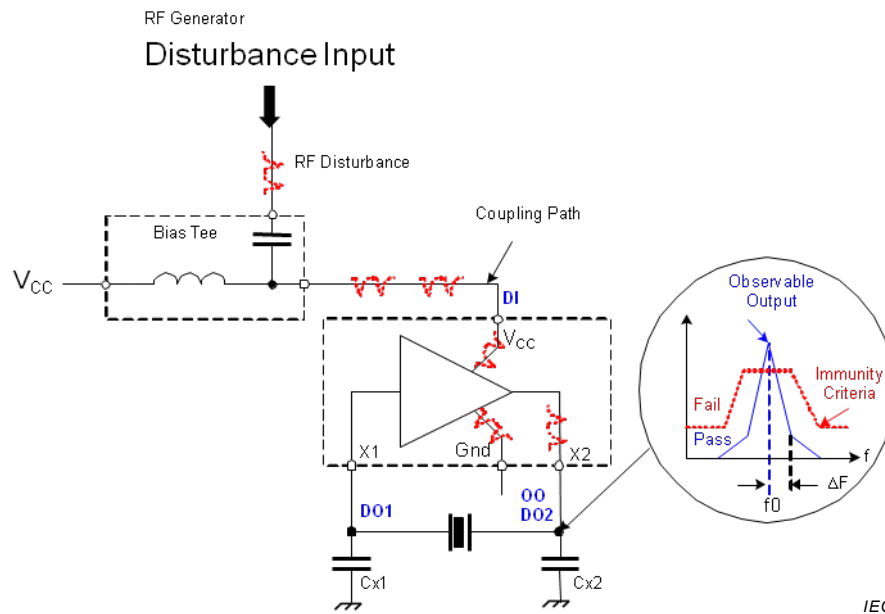 RF Generator
Disturbance Input
RF Disturbance
Coupling Path
Bias Tee
VCC
DI
VCC
X1
Gnd
X2
DO1
OO
DO2
Cx1
Cx2
Observable
Output
Immunity
Criteria
Fail
Pass
f
f0
ΔF
IEC